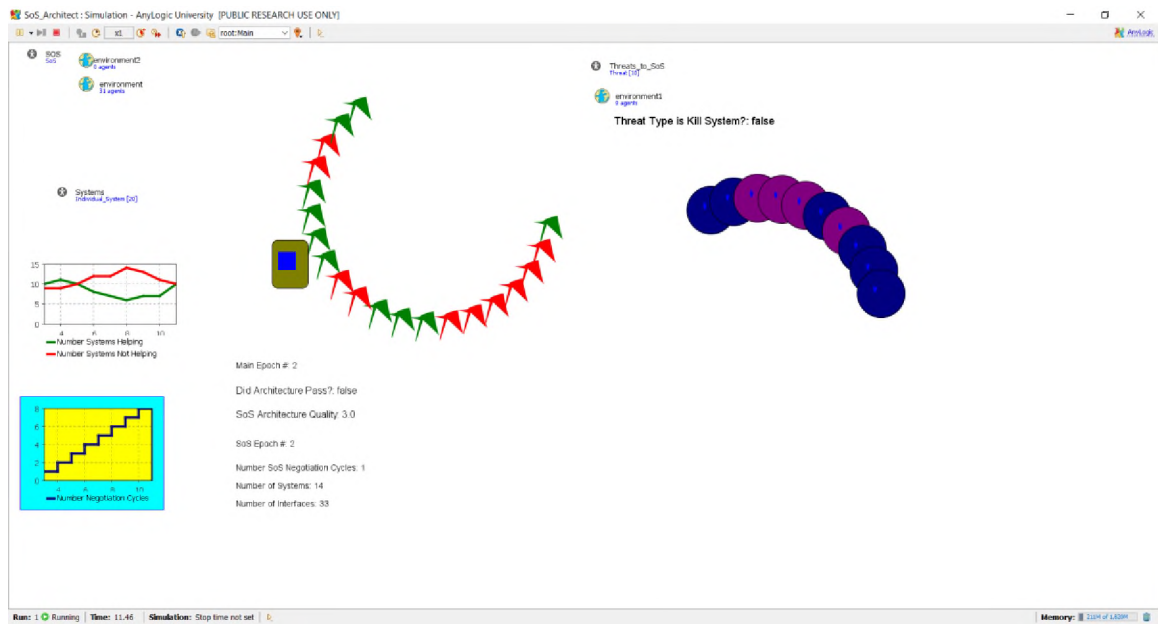 SoS_Architect : Simulation - AnyLogic University [PUBLIC RESEARCH USE ONLY]
x1
root:Main
AnyLogic
SOS
SoS
environment2
0 agents
environment
31 agents
Threats_to_SoS
Threat [10]
environment1
0 agents
Threat Type is Kill System?: false
Systems
Individual_System [20]
15
10
5
0
4
6
8
10
Number Systems Helping
Number Systems Not Helping
Main Epoch #: 2
Did Architecture Pass?: false
SoS Architecture Quality: 3.0
SoS Epoch #: 2
Number SoS Negotiation Cycles: 1
Number of Systems: 14
Number of Interfaces: 33
8
6
4
2
0
4
6
8
10
Number Negotiation Cycles
Run: 1 Running Time: 11.46 Simulation: Stop time not set
Memory: